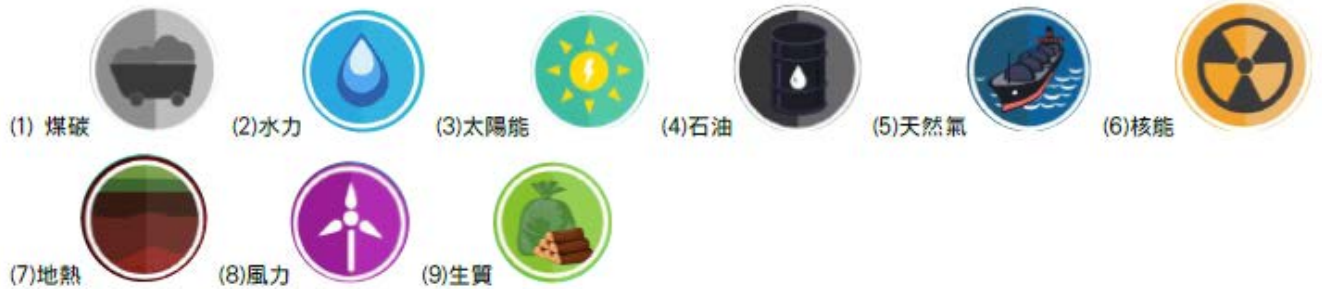 (1) 煤碳 (2)水力 (3)太陽能 (4)石油 (5)天然氣 (6)核能
(7)地熱 (8)風力 (9)生質